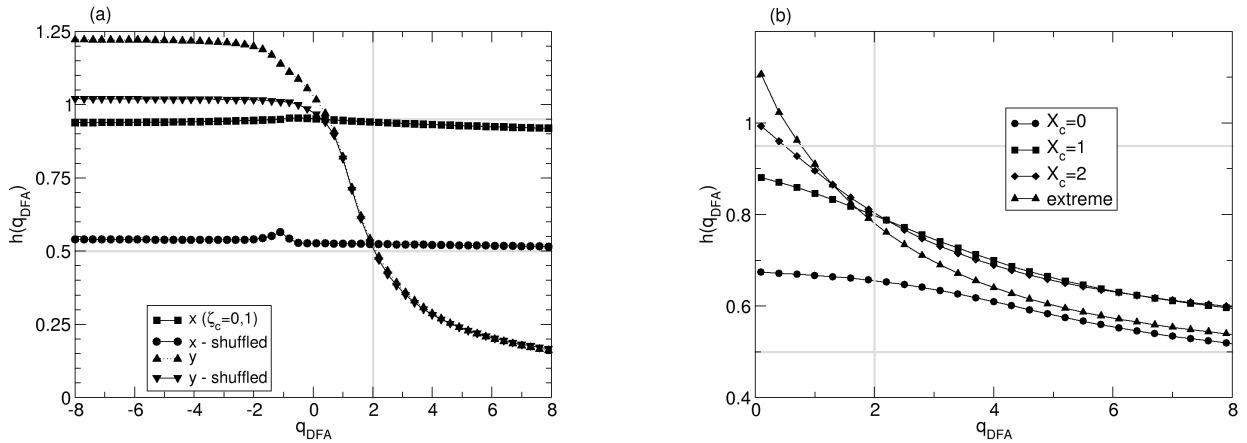 (a)
1.25
1
0.75
0.5
0.25
0
h(q_DFA)
x (ζ_c=0,1)
x - shuffled
y
y - shuffled
-8 -6 -4 -2 0 2 4 6 8
q_DFA
(b)
1
0.8
0.6
0.4
h(q_DFA)
X_c=0
X_c=1
X_c=2
extreme
0 2 4 6 8
q_DFA